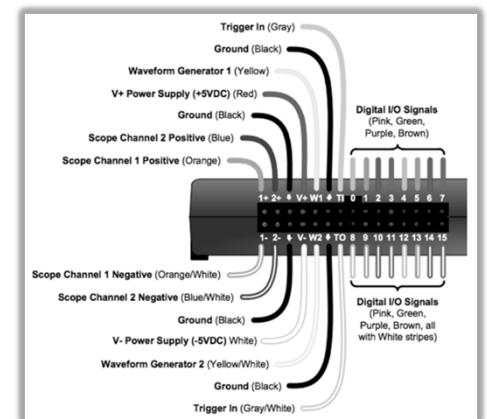 Trigger In (Gray)
Ground (Black)
Waveform Generator 1 (Yellow)
V+ Power Supply (+5VDC) (Red)
Ground (Black)
Scope Channel 2 Positive (Blue)
Scope Channel 1 Positive (Orange)
Digital I/O Signals
(Pink, Green,
Purple, Brown)
1+ 2+ V+ W1 TI 0 1 2 3 4 5 6 7
1- 2- V- W2 TO 8 9 10 11 12 13 14 15
Scope Channel 1 Negative (Orange/White)
Scope Channel 2 Negative (Blue/White)
Ground (Black)
V- Power Supply (-5VDC) White)
Waveform Generator 2 (Yellow/White)
Ground (Black)
Trigger In (Gray/White)
Digital I/O Signals
(Pink, Green,
Purple, Brown, all
with White stripes)